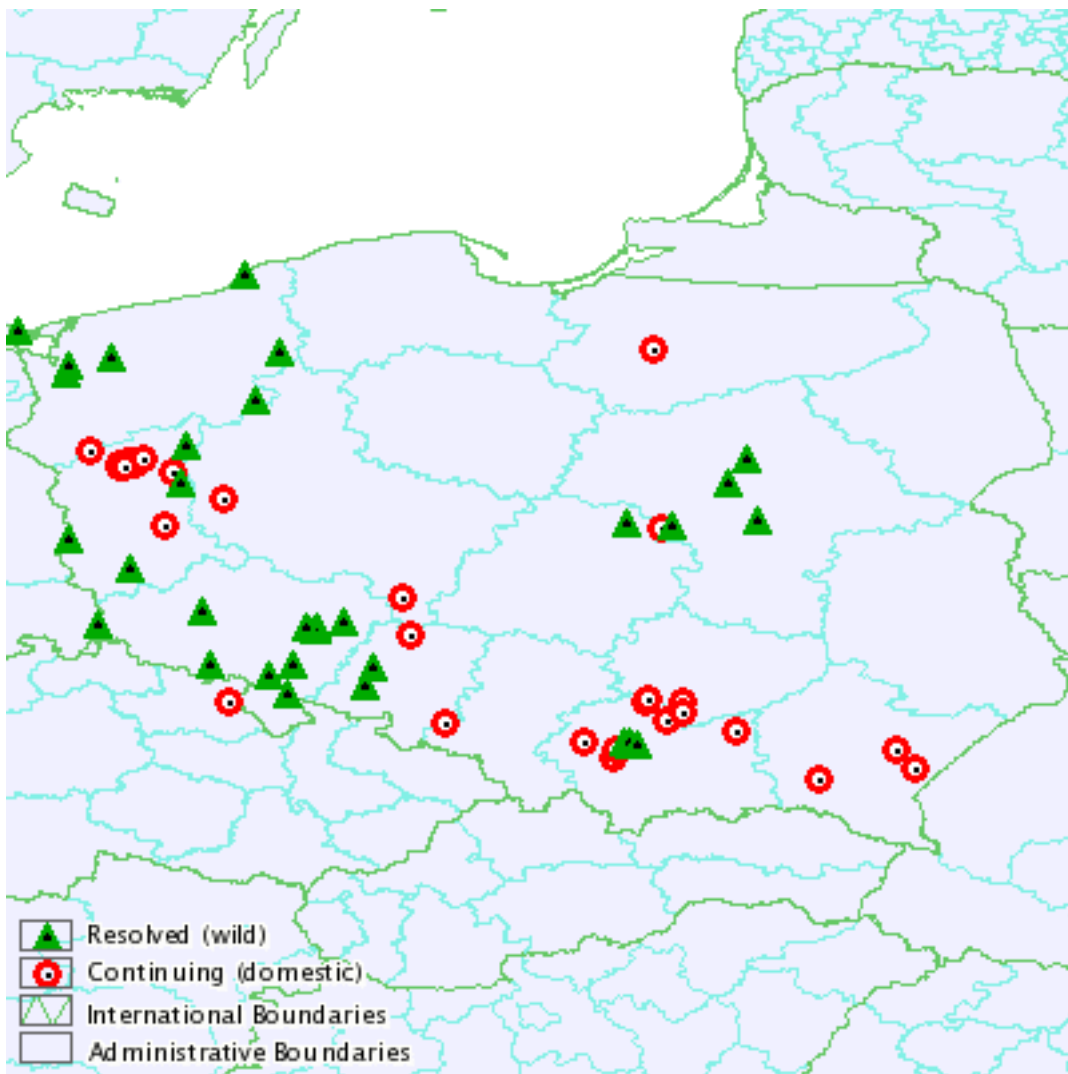 Resolved (wild)
Continuing (domestic)
International Boundaries
Administrative Boundaries